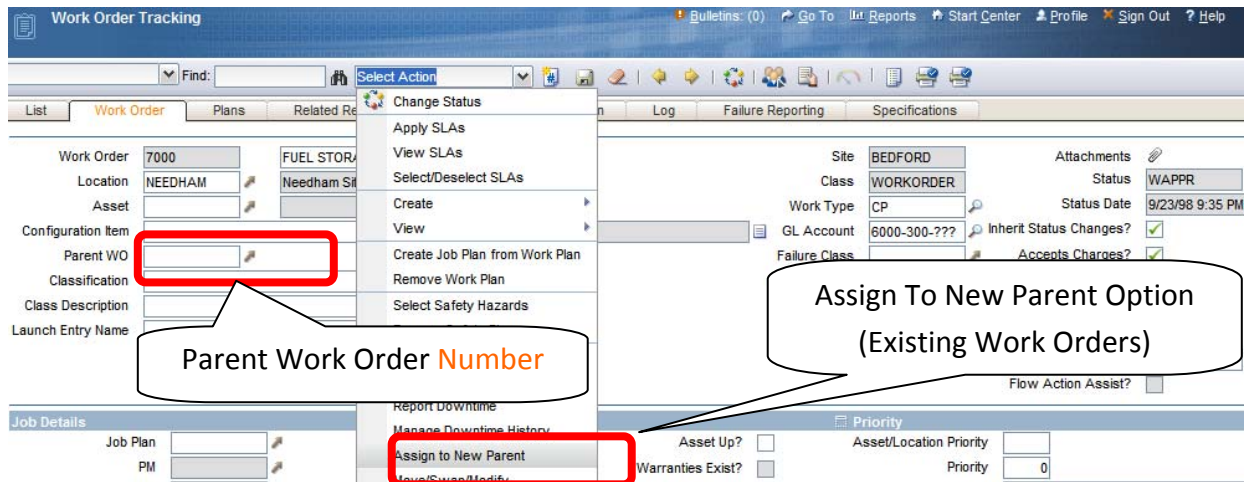 Work Order Tracking
Bulletins: (0) Go To Reports Start Center Profile Sign Out ? Help
Find: Select Action
List Work Order Plans Related Re Log Failure Reporting Specifications
Change Status
Apply SLAs
View SLAs
Select/Deselect SLAs
Create
View
Create Job Plan from Work Plan
Remove Work Plan
Select Safety Hazards
Report Downtime
Manage Downtime History
Assign to New Parent
Move/Swap/Modify
Work Order 7000 FUEL STORA
Location NEEDHAM Needham Sit
Asset
Configuration Item
Parent WO
Classification
Class Description
Launch Entry Name
Site BEDFORD
Class WORKORDER
Work Type CP
GL Account 6000-300-???
Failure Class
Attachments
Status WAPPR
Status Date 9/23/98 9:35 PM
Inherit Status Changes?
Accepts Charges?
Flow Action Assist?
Parent Work Order Number
Assign To New Parent Option
(Existing Work Orders)
Job Details
Job Plan
PM
Asset Up?
Warranties Exist?
Priority
Asset/Location Priority
Priority 0